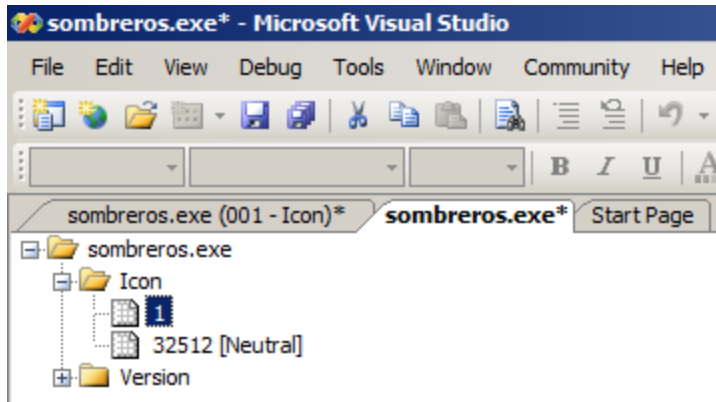 sombreros.exe* - Microsoft Visual Studio
File Edit View Debug Tools Window Community Help
B I U A
sombreros.exe (001 - Icon)* sombreros.exe* Start Page
sombreros.exe
Icon
1
32512 [Neutral]
Version